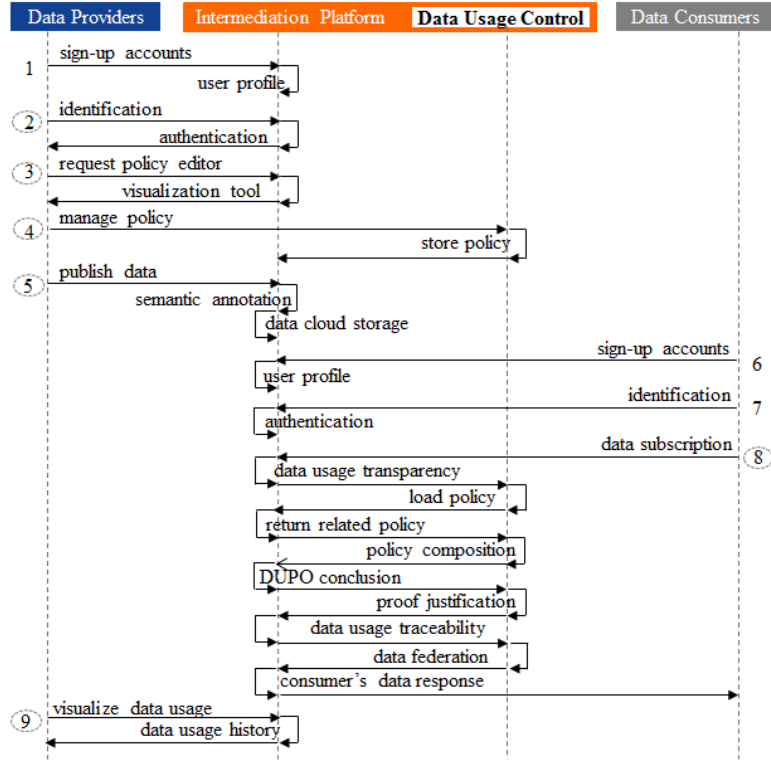 Data Providers
Intermediation Platform
Data Usage Control
Data Consumers
1
sign-up accounts
user profile
2
identification
authentication
3
request policy editor
visualization tool
4
manage policy
store policy
5
publish data
semantic annotation
data cloud storage
sign-up accounts
6
user profile
identification
7
authentication
data subscription
8
data usage transparency
load policy
return related policy
policy composition
DUPO conclusion
proof justification
data usage traceability
data federation
consumer's data response
9
visualize data usage
data usage history